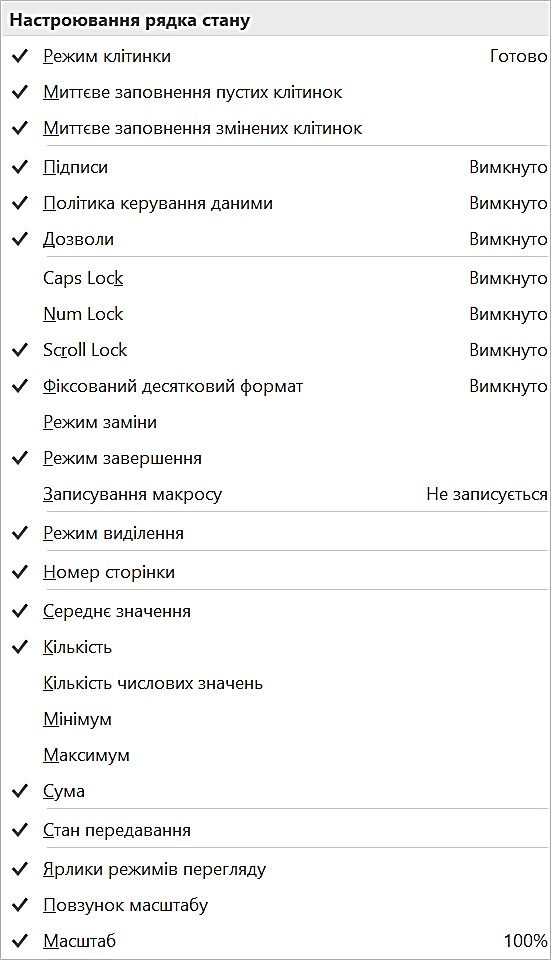 Настроювання рядка стану
Режим клітинки Готово
Миттєве заповнення пустих клітинок
Миттєве заповнення змінених клітинок
Підписи Вимкнуто
Політика керування даними Вимкнуто
Дозволи Вимкнуто
Caps Lock Вимкнуто
Num Lock Вимкнуто
Scroll Lock Вимкнуто
Фіксований десятковий формат Вимкнуто
Режим заміни
Режим завершення
Записування макросу Не записується
Режим виділення
Номер сторінки
Середнє значення
Кількість
Кількість числових значень
Мінімум
Максимум
Сума
Стан передавання
Ярлики режимів перегляду
Повзунок масштабу
Масштаб 100%